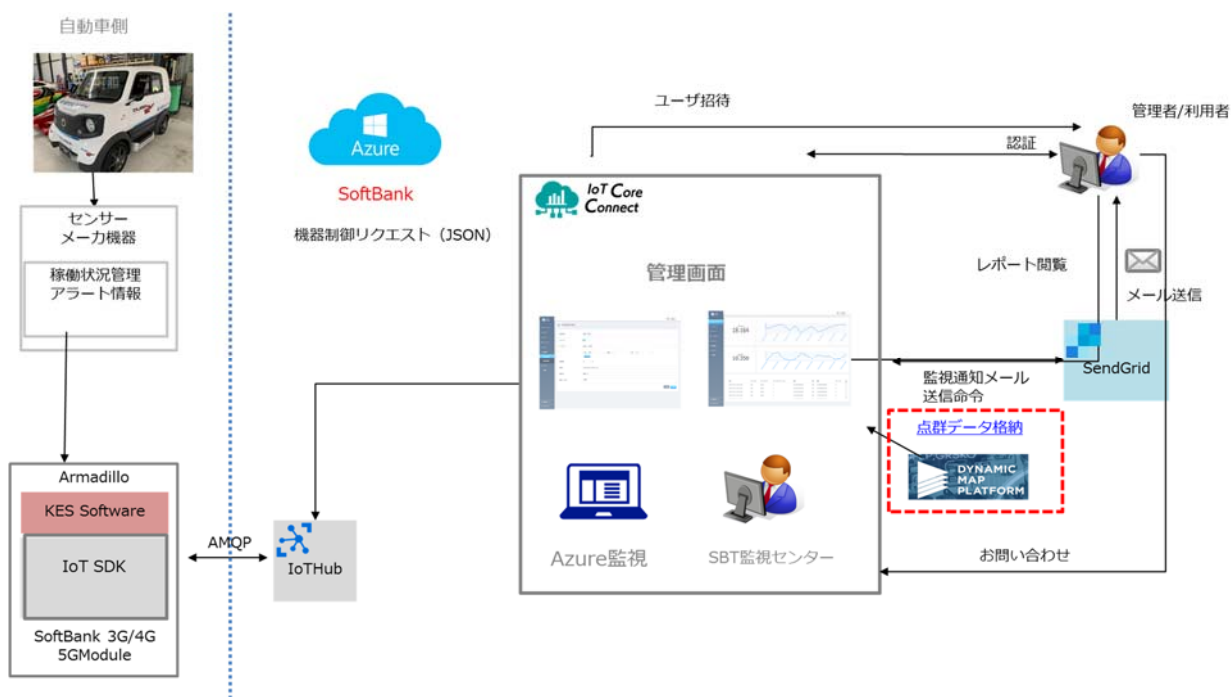 自動車側
センサー
メーカ機器
稼働状況管理
アラート情報
Armadillo
KES Software
IoT SDK
SoftBank 3G/4G
5GModule
AMQP
IoTHub
Azure
SoftBank
機器制御リクエスト（JSON）
IoT Core
Connect
管理画面
Azure監視
SBT監視センター
ユーザ招待
管理者/利用者
認証
レポート閲覧
メール送信
SendGrid
監視通知メール
送信命令
点群データ格納
DYNAMIC
MAP
PLATFORM
お問い合わせ